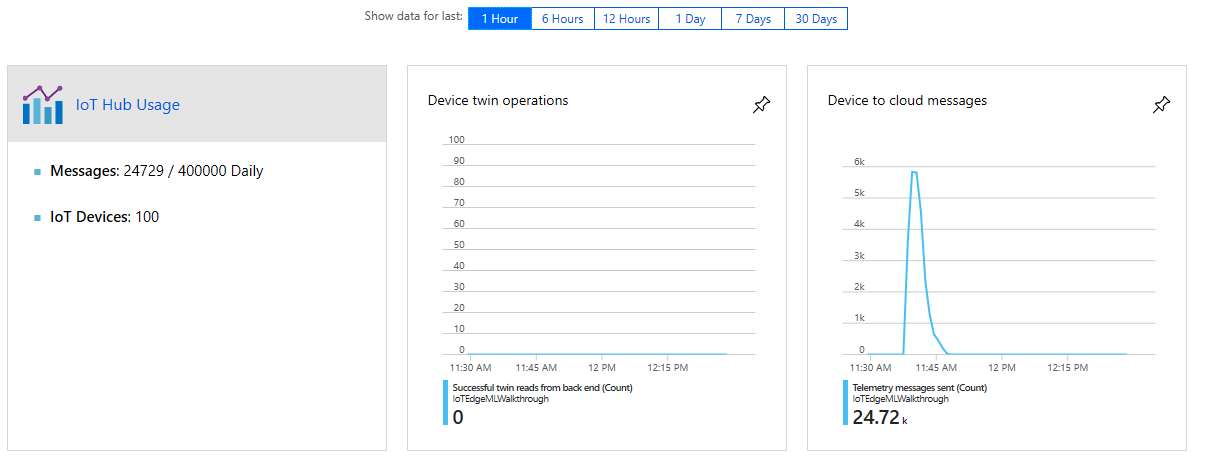 Show data for last: 1 Hour 6 Hours 12 Hours 1 Day 7 Days 30 Days
IoT Hub Usage
Messages: 24729 / 400000 Daily
IoT Devices: 100
Device twin operations
100
90
80
70
60
50
40
30
20
10
0
11:30 AM 11:45 AM 12 PM 12:15 PM
Successful twin reads from back end (Count)
IoTEdgeMLWalkthrough
0
Device to cloud messages
6k
5k
4k
3k
2k
1k
0
11:30 AM 11:45 AM 12 PM 12:15 PM
Telemetry messages sent (Count)
IoTEdgeMLWalkthrough
24.72 k